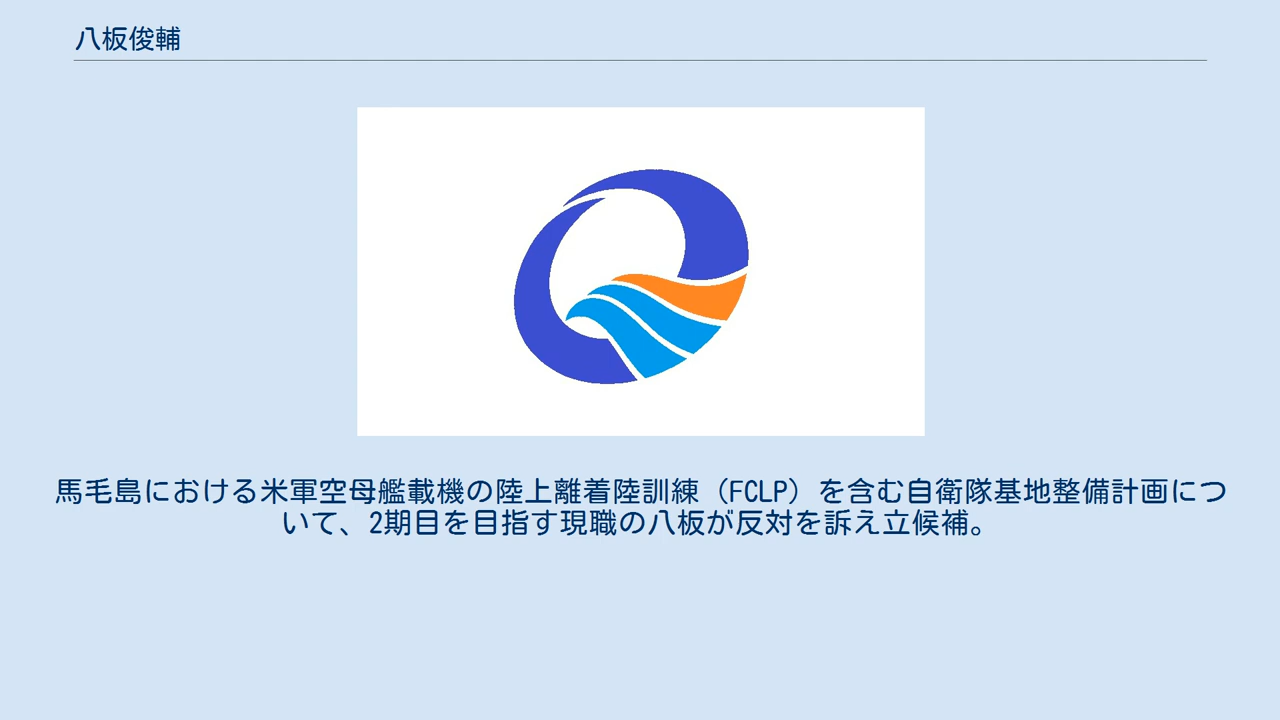 八板俊輔
馬毛島における米軍空母艦載機の陸上離着陸訓練（FCLP）を含む自衛隊基地整備計画につ
いて、2期目を目指す現職の八板が反対を訴え立候補。